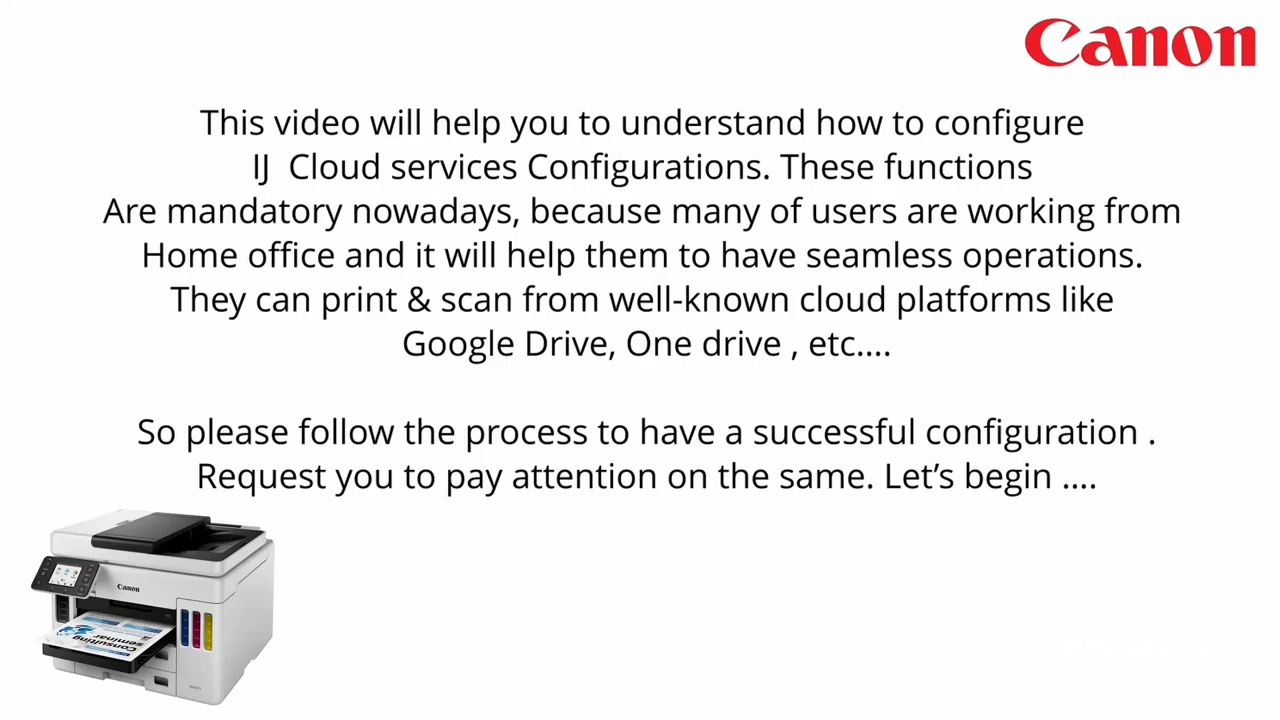 Canon
This video will help you to understand how to configure
IJ  Cloud services Configurations. These functions
Are mandatory nowadays, because many of users are working from
Home office and it will help them to have seamless operations.
They can print & scan from well-known cloud platforms like
Google Drive, One drive , etc....
So please follow the process to have a successful configuration .
Request you to pay attention on the same. Let’s begin ....
Canon
Consulting
seminar